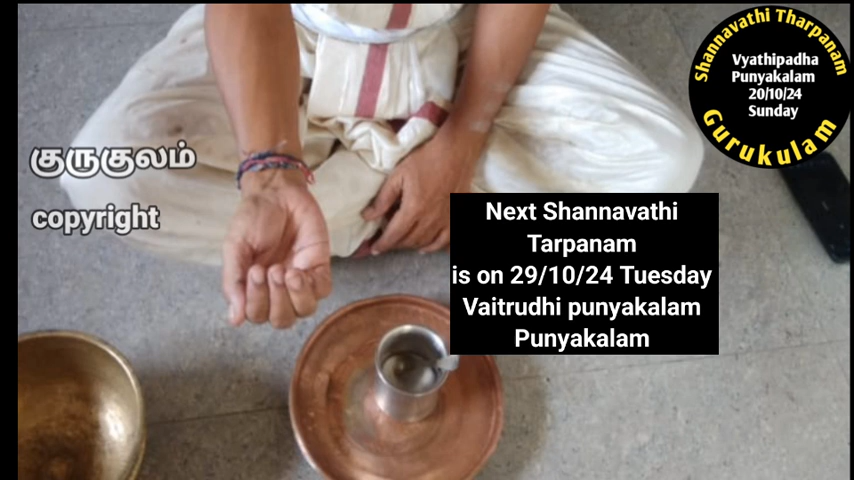 Shannavathi Tharpanam
Vyathipadha
Punyakalam
20/10/24
Sunday
Gurukulam
குருகுலம்
copyright
Next Shannavathi
Tarpanam
is on 29/10/24 Tuesday
Vaitrudhi punyakalam
Punyakalam